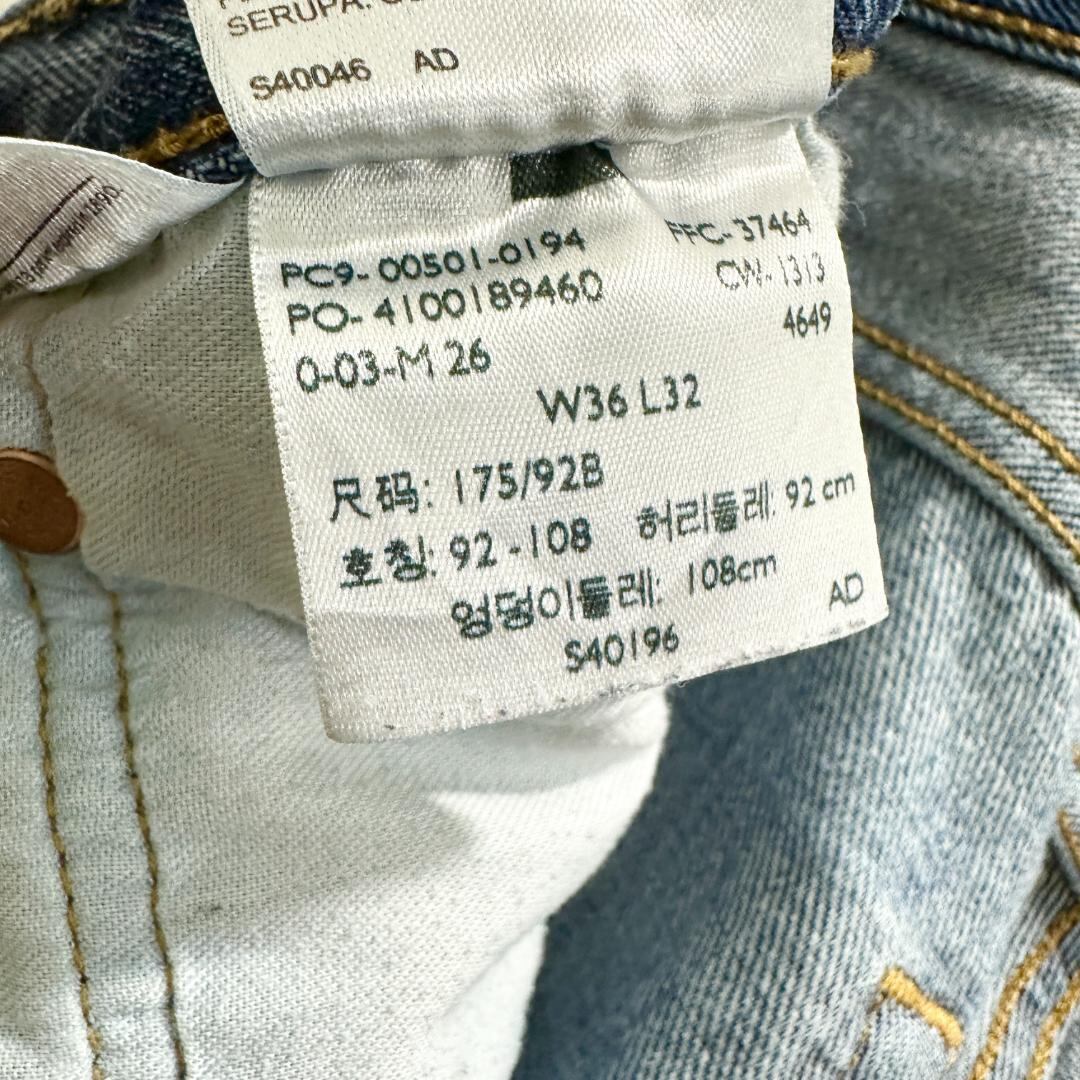 SERUPA.
S40046 AD
PC9-00501-0194 FFC-37464
PO-4100189460 CW-1313
4649
0-03-M 26
W36 L32
尺码: 175/92B
호칭: 92-108 허리둘레: 92 cm
엉덩이둘레: 108cm AD
S40196